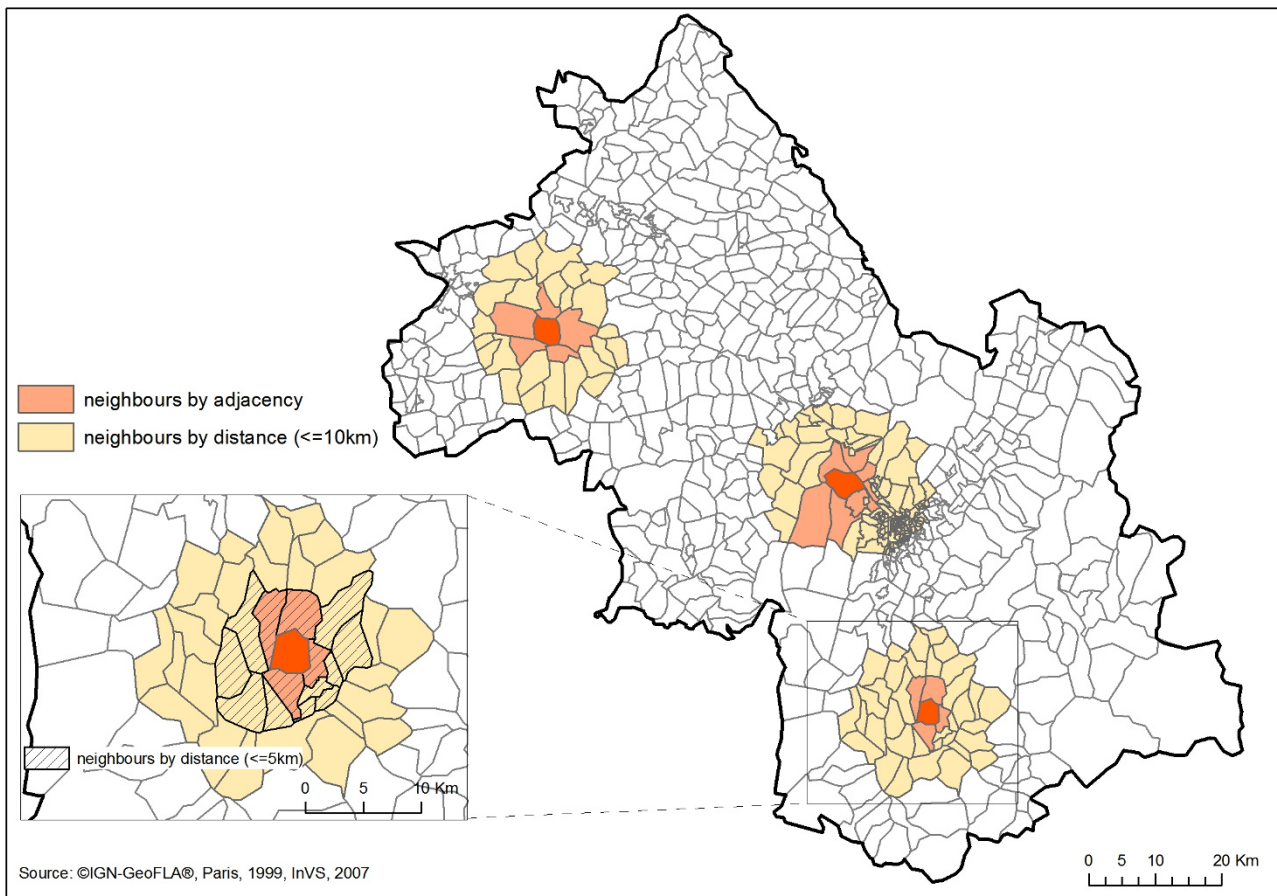 neighbours by adjacency
neighbours by distance (<=10km)
neighbours by distance (<=5km)
0 5 10 Km
Source: ©IGN-GeoFLA®, Paris, 1999, InVS, 2007
0 5 10 20 Km